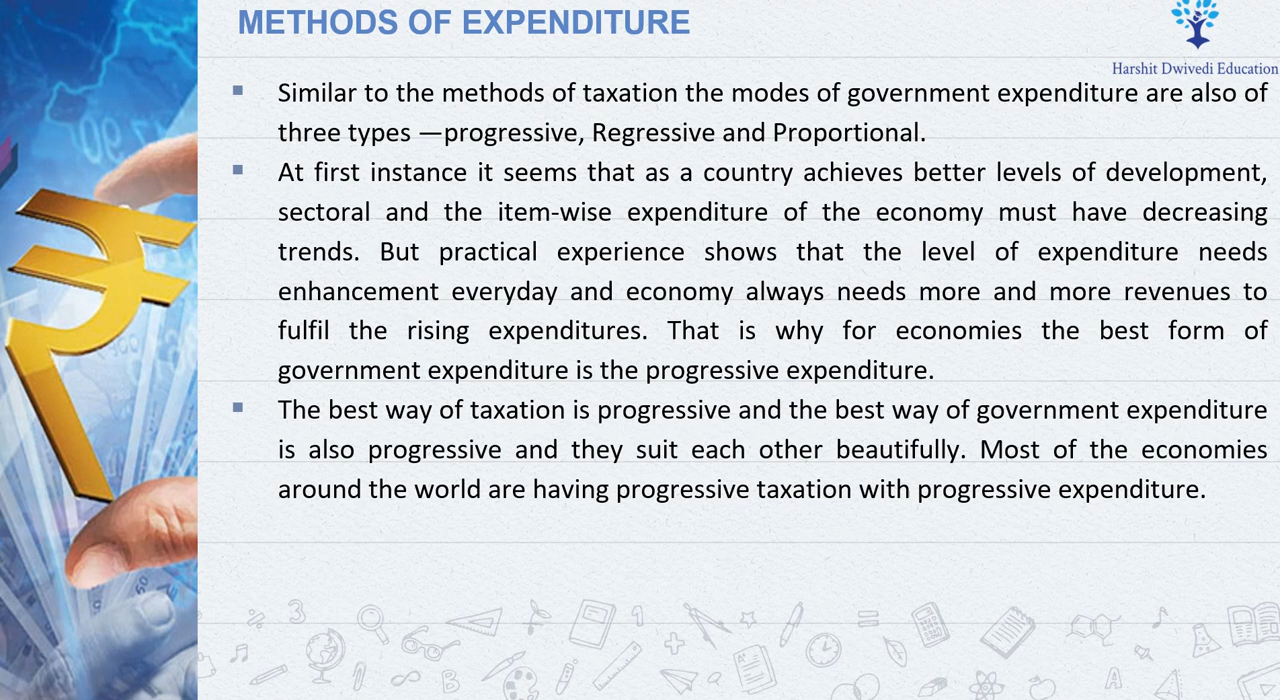 METHODS OF EXPENDITURE
Harshit Dwivedi Education
Similar to the methods of taxation the modes of government expenditure are also of
three types —progressive, Regressive and Proportional.
At first instance it seems that as a country achieves better levels of development,
sectoral and the item-wise expenditure of the economy must have decreasing
trends. But practical experience shows that the level of expenditure needs
enhancement everyday and economy always needs more and more revenues to
fulfil the rising expenditures. That is why for economies the best form of
government expenditure is the progressive expenditure.
The best way of taxation is progressive and the best way of government expenditure
is also progressive and they suit each other beautifully. Most of the economies
around the world are having progressive taxation with progressive expenditure.